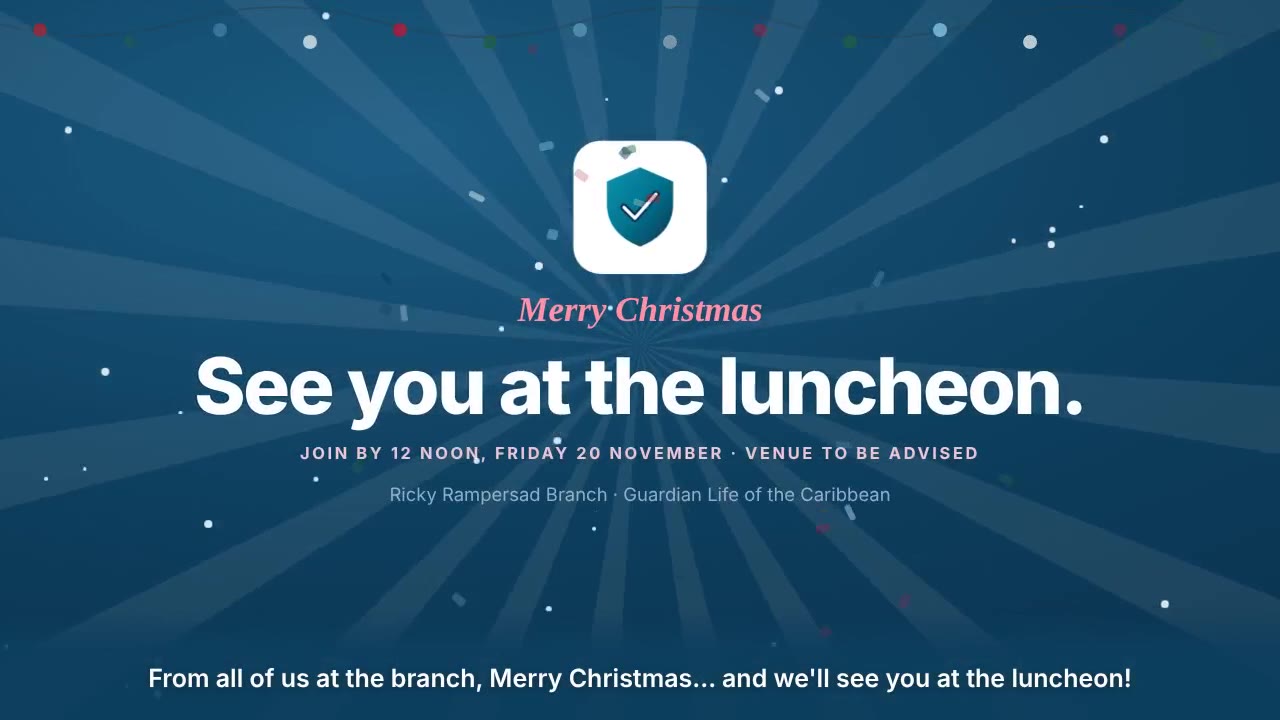 Merry Christmas
See you at the luncheon.
JOIN BY 12 NOON, FRIDAY 20 NOVEMBER · VENUE TO BE ADVISED
Ricky Rampersad Branch · Guardian Life of the Caribbean
From all of us at the branch, Merry Christmas... and we'll see you at the luncheon!